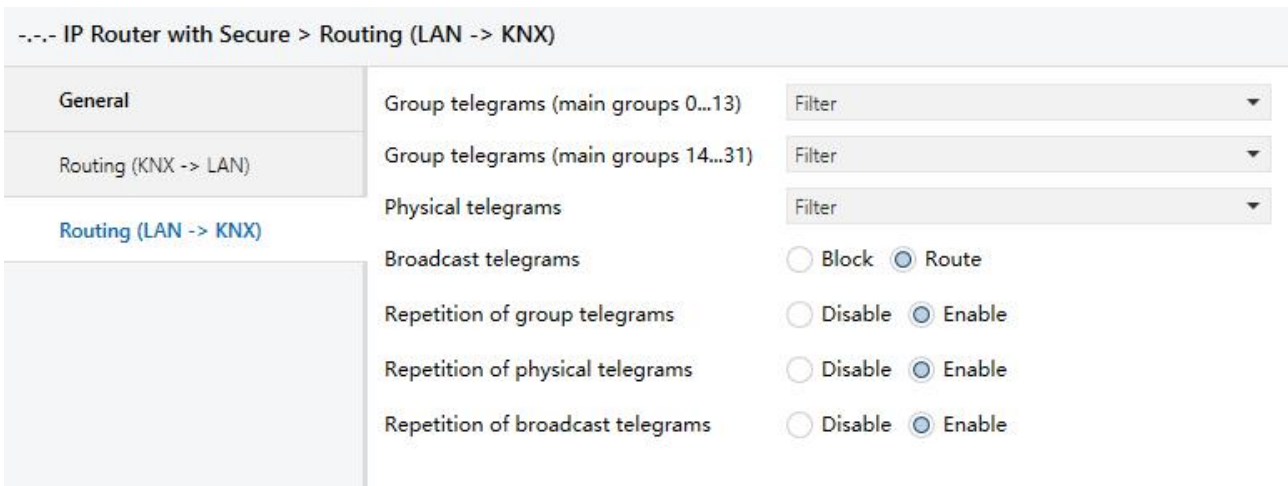 -.-.- IP Router with Secure > Routing (LAN -> KNX)
General
Routing (KNX -> LAN)
Routing (LAN -> KNX)
Group telegrams (main groups 0...13) Filter
Group telegrams (main groups 14...31) Filter
Physical telegrams Filter
Broadcast telegrams Block Route
Repetition of group telegrams Disable Enable
Repetition of physical telegrams Disable Enable
Repetition of broadcast telegrams Disable Enable